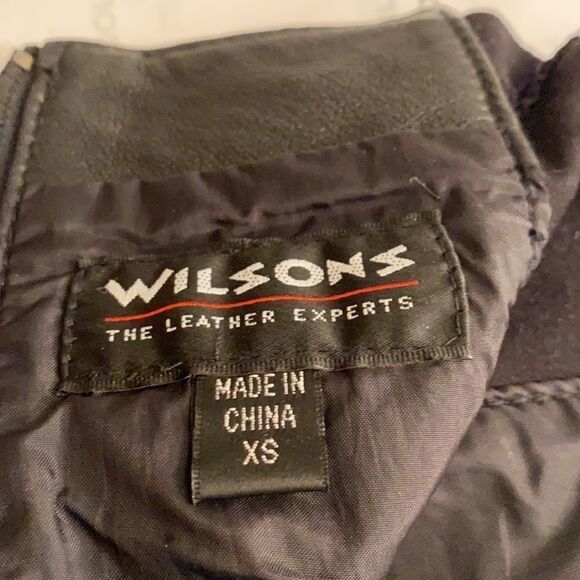 WILSONS
THE LEATHER EXPERTS
MADE IN
CHINA
XS